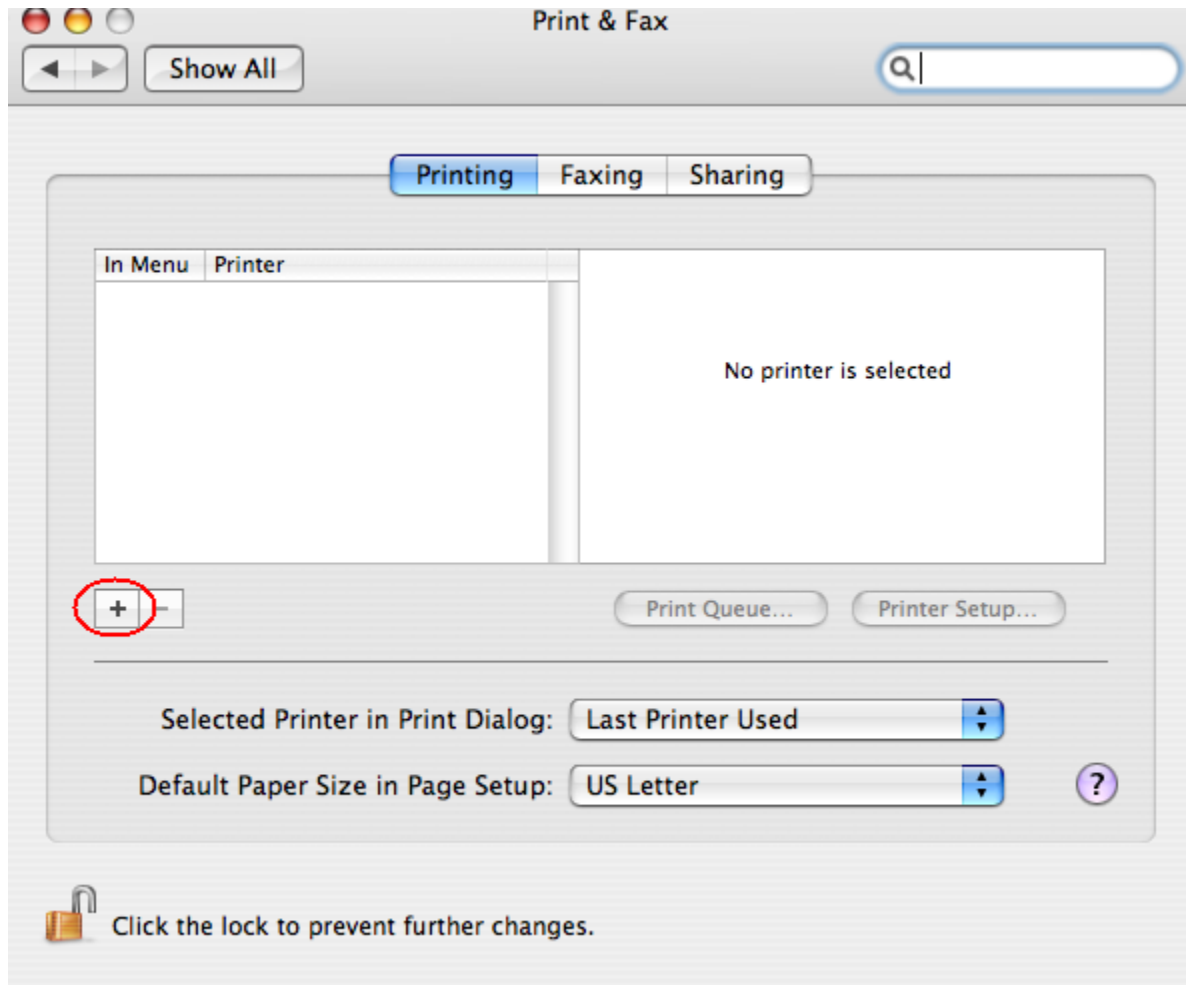 Print & Fax
Show All
Printing Faxing Sharing
In Menu Printer
No printer is selected
+ −
Print Queue... Printer Setup...
Selected Printer in Print Dialog: Last Printer Used
Default Paper Size in Page Setup: US Letter ?
Click the lock to prevent further changes.